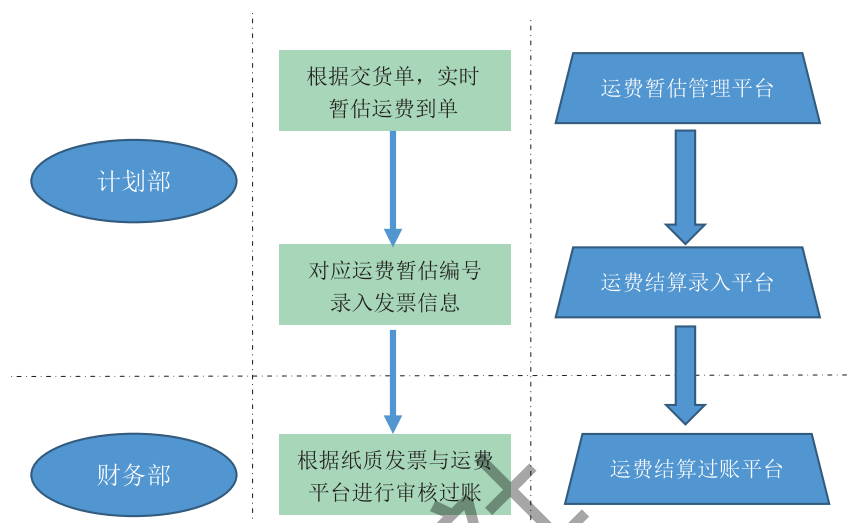 根据交货单，实时
暂估运费到单
运费暂估管理平台
计划部
对应运费暂估编号
录入发票信息
运费结算录入平台
财务部
根据纸质发票与运费
平台进行审核过账
运费结算过账平台